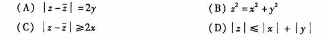 (A) |z-z̄|=2y (B) z²=x²+y²
(C) |z-z̄|≥2x (D) |z|≤|x|+|y|